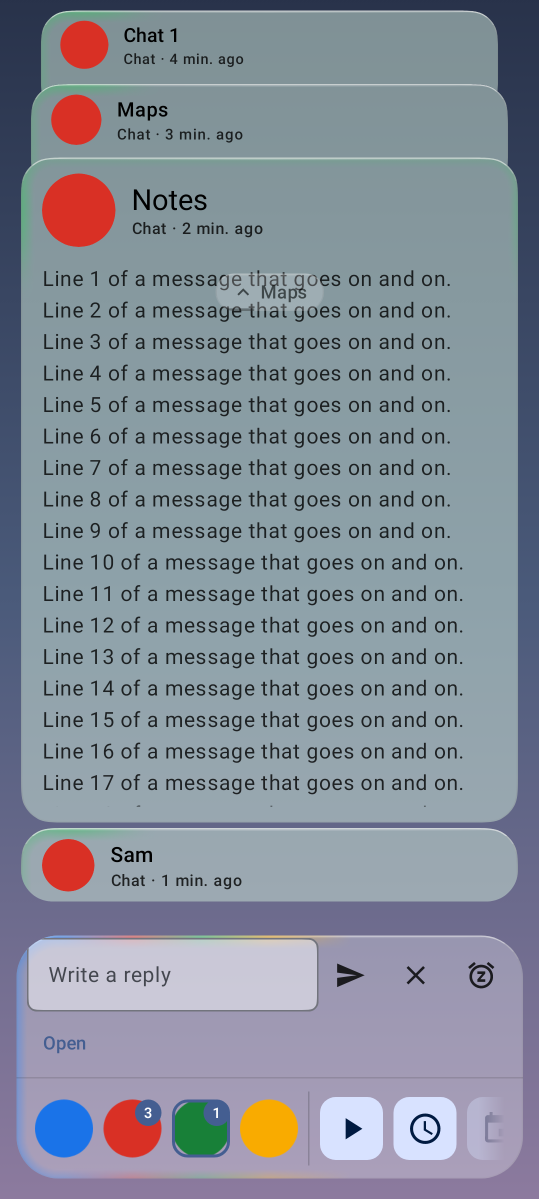 Chat 1
Chat · 4 min. ago
Maps
Chat · 3 min. ago
Notes
Chat · 2 min. ago
Line 1 of a message that goes on and on.
Maps
Line 2 of a message that goes on and on.
Line 3 of a message that goes on and on.
Line 4 of a message that goes on and on.
Line 5 of a message that goes on and on.
Line 6 of a message that goes on and on.
Line 7 of a message that goes on and on.
Line 8 of a message that goes on and on.
Line 9 of a message that goes on and on.
Line 10 of a message that goes on and on.
Line 11 of a message that goes on and on.
Line 12 of a message that goes on and on.
Line 13 of a message that goes on and on.
Line 14 of a message that goes on and on.
Line 15 of a message that goes on and on.
Line 16 of a message that goes on and on.
Line 17 of a message that goes on and on.
Sam
Chat · 1 min. ago
Write a reply
Open
3
1